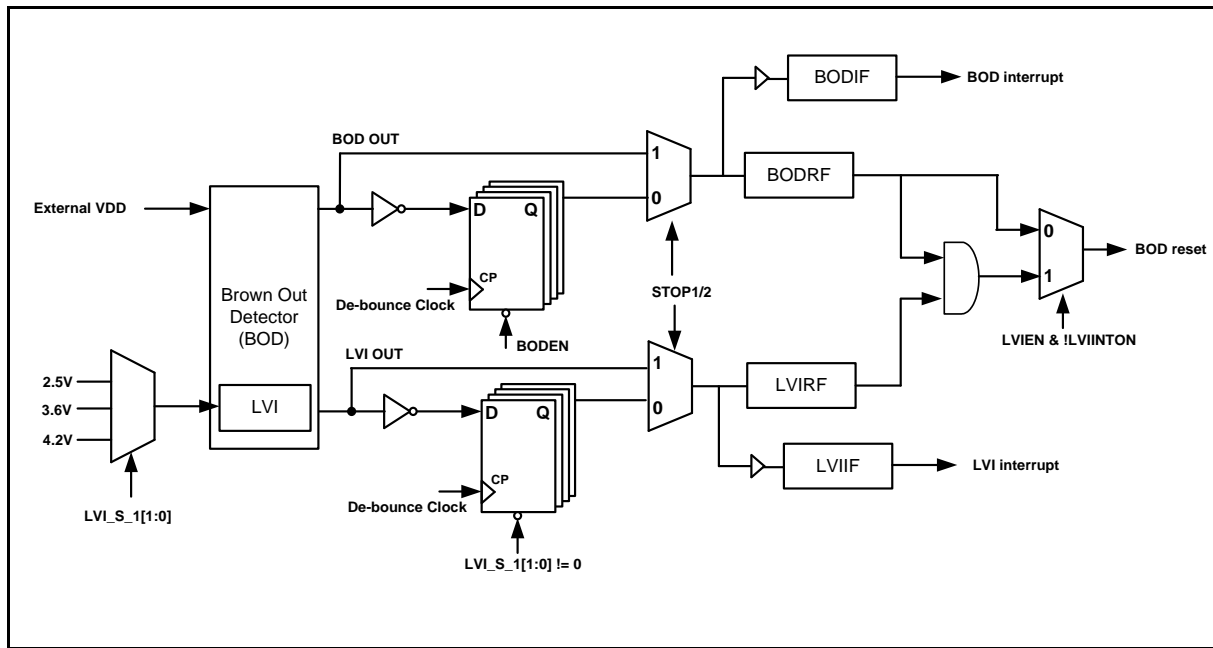 BODIF
BOD interrupt
BOD OUT
1
0
BODRF
External VDD
D Q
CP
De-bounce Clock
BODEN
STOP1/2
0
1
BOD reset
LVIEN & !LVIINTON
Brown Out
Detector
(BOD)
LVI OUT
1
0
LVIRF
2.5V
3.6V
4.2V
LVI
D Q
CP
De-bounce Clock
LVIIF
LVI interrupt
LVI_S_1[1:0]
LVI_S_1[1:0] != 0